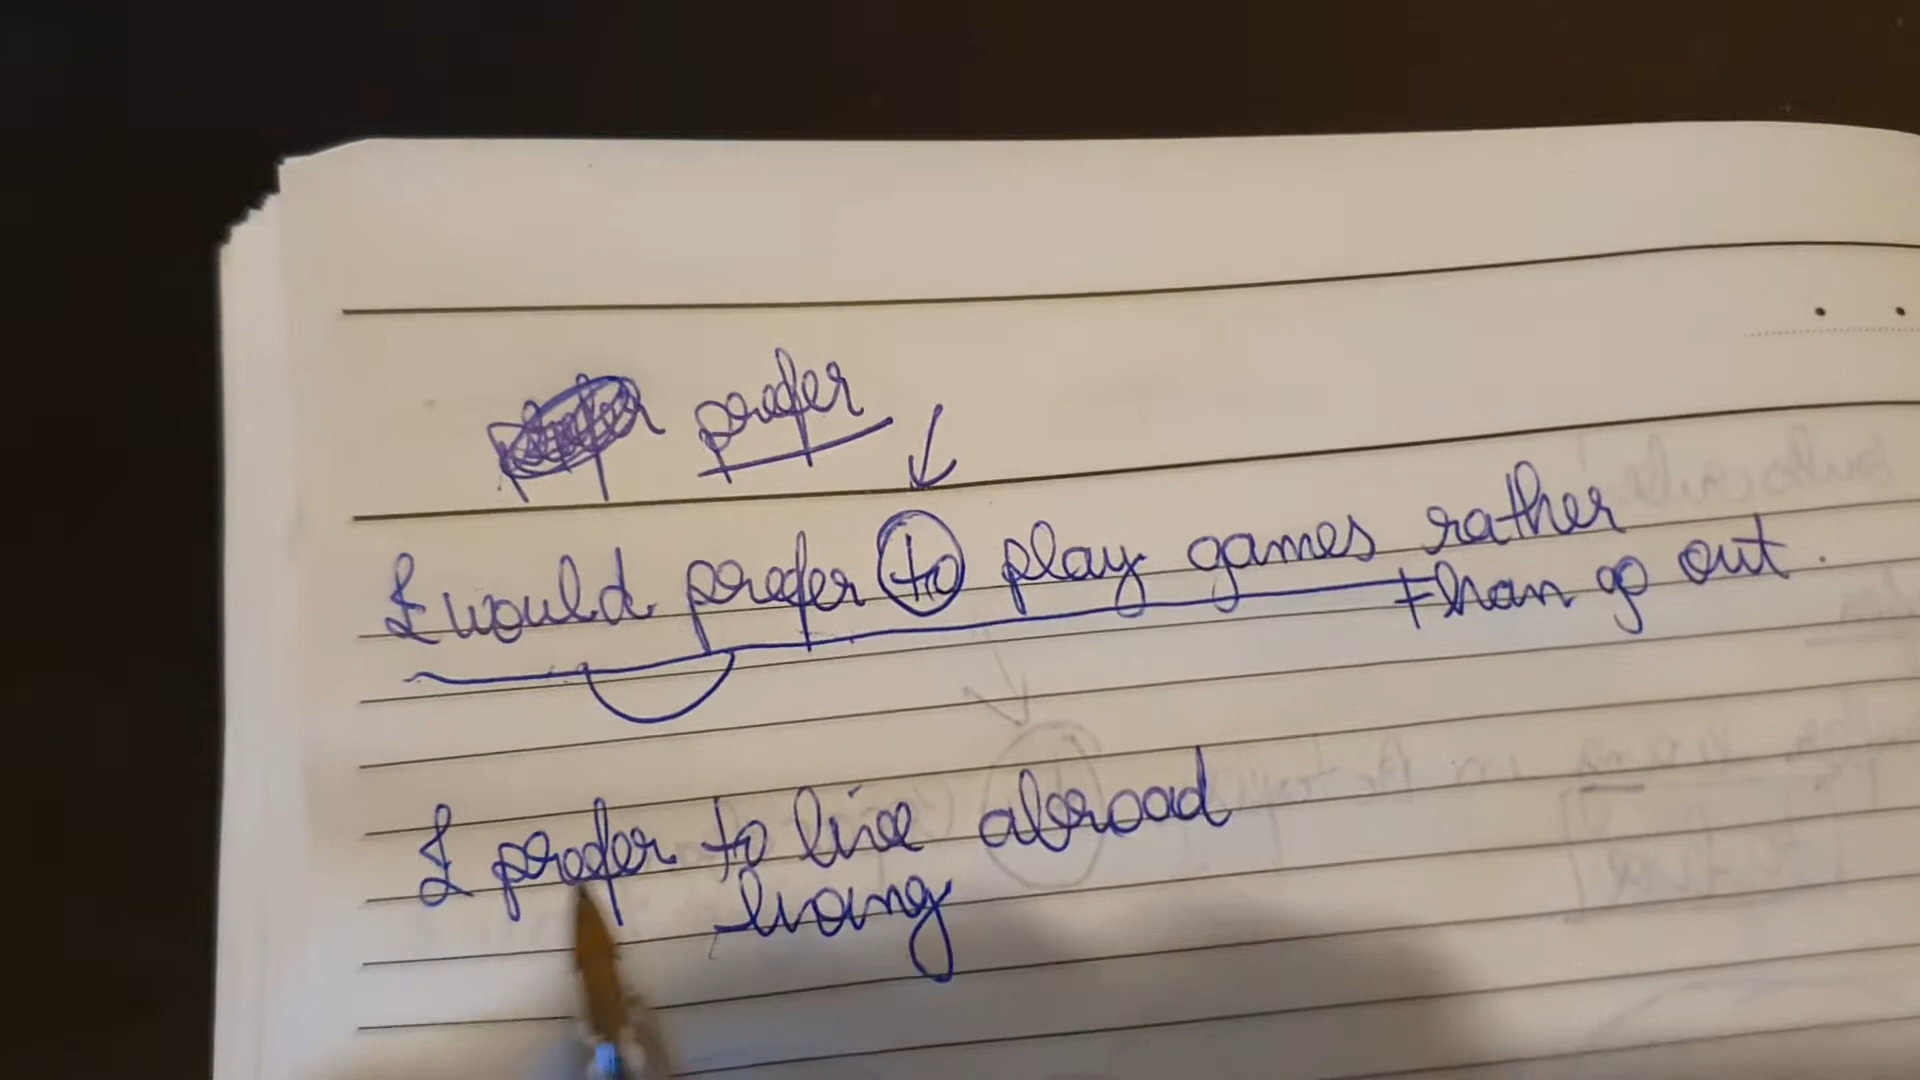 prefer
I would prefer to play games rather
than go out.
I prefer to live abroad
living